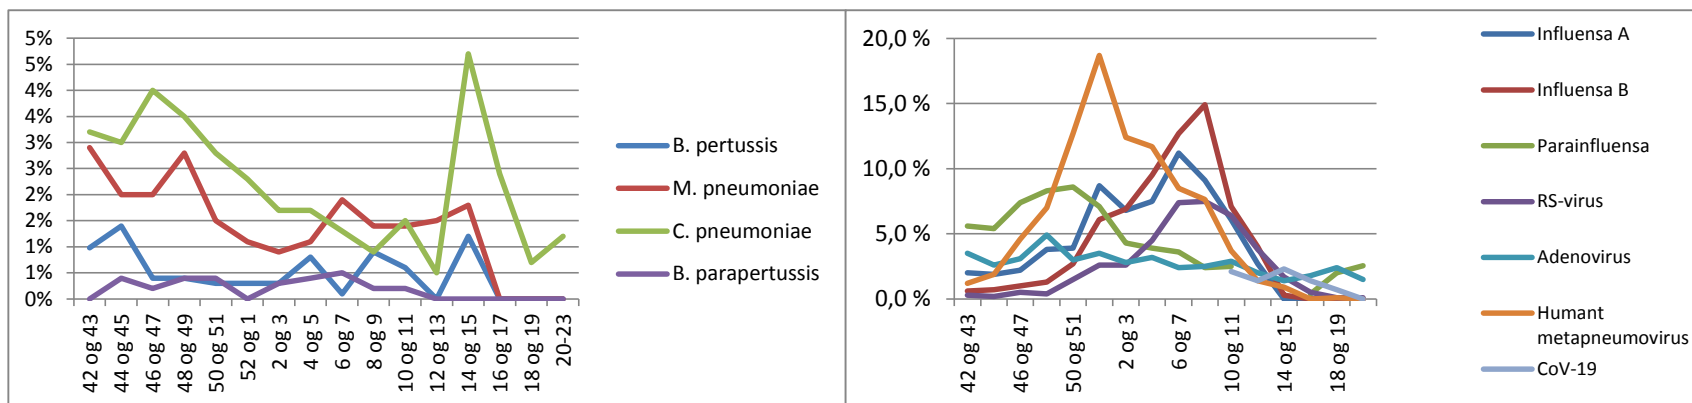 5%
5%
4%
4%
3%
3%
2%
2%
1%
1%
0%
42 og 43
44 og 45
46 og 47
48 og 49
50 og 51
52 og 1
2 og 3
4 og 5
6 og 7
8 og 9
10 og 11
12 og 13
14 og 15
16 og 17
18 og 19
20-23
B. pertussis
M. pneumoniae
C. pneumoniae
B. parapertussis
20,0 %
15,0 %
10,0 %
5,0 %
0,0 %
42 og 43
46 og 47
50 og 51
2 og 3
6 og 7
10 og 11
14 og 15
18 og 19
Influensa A
Influensa B
Parainfluensa
RS-virus
Adenovirus
Humant
metapneumovirus
CoV-19